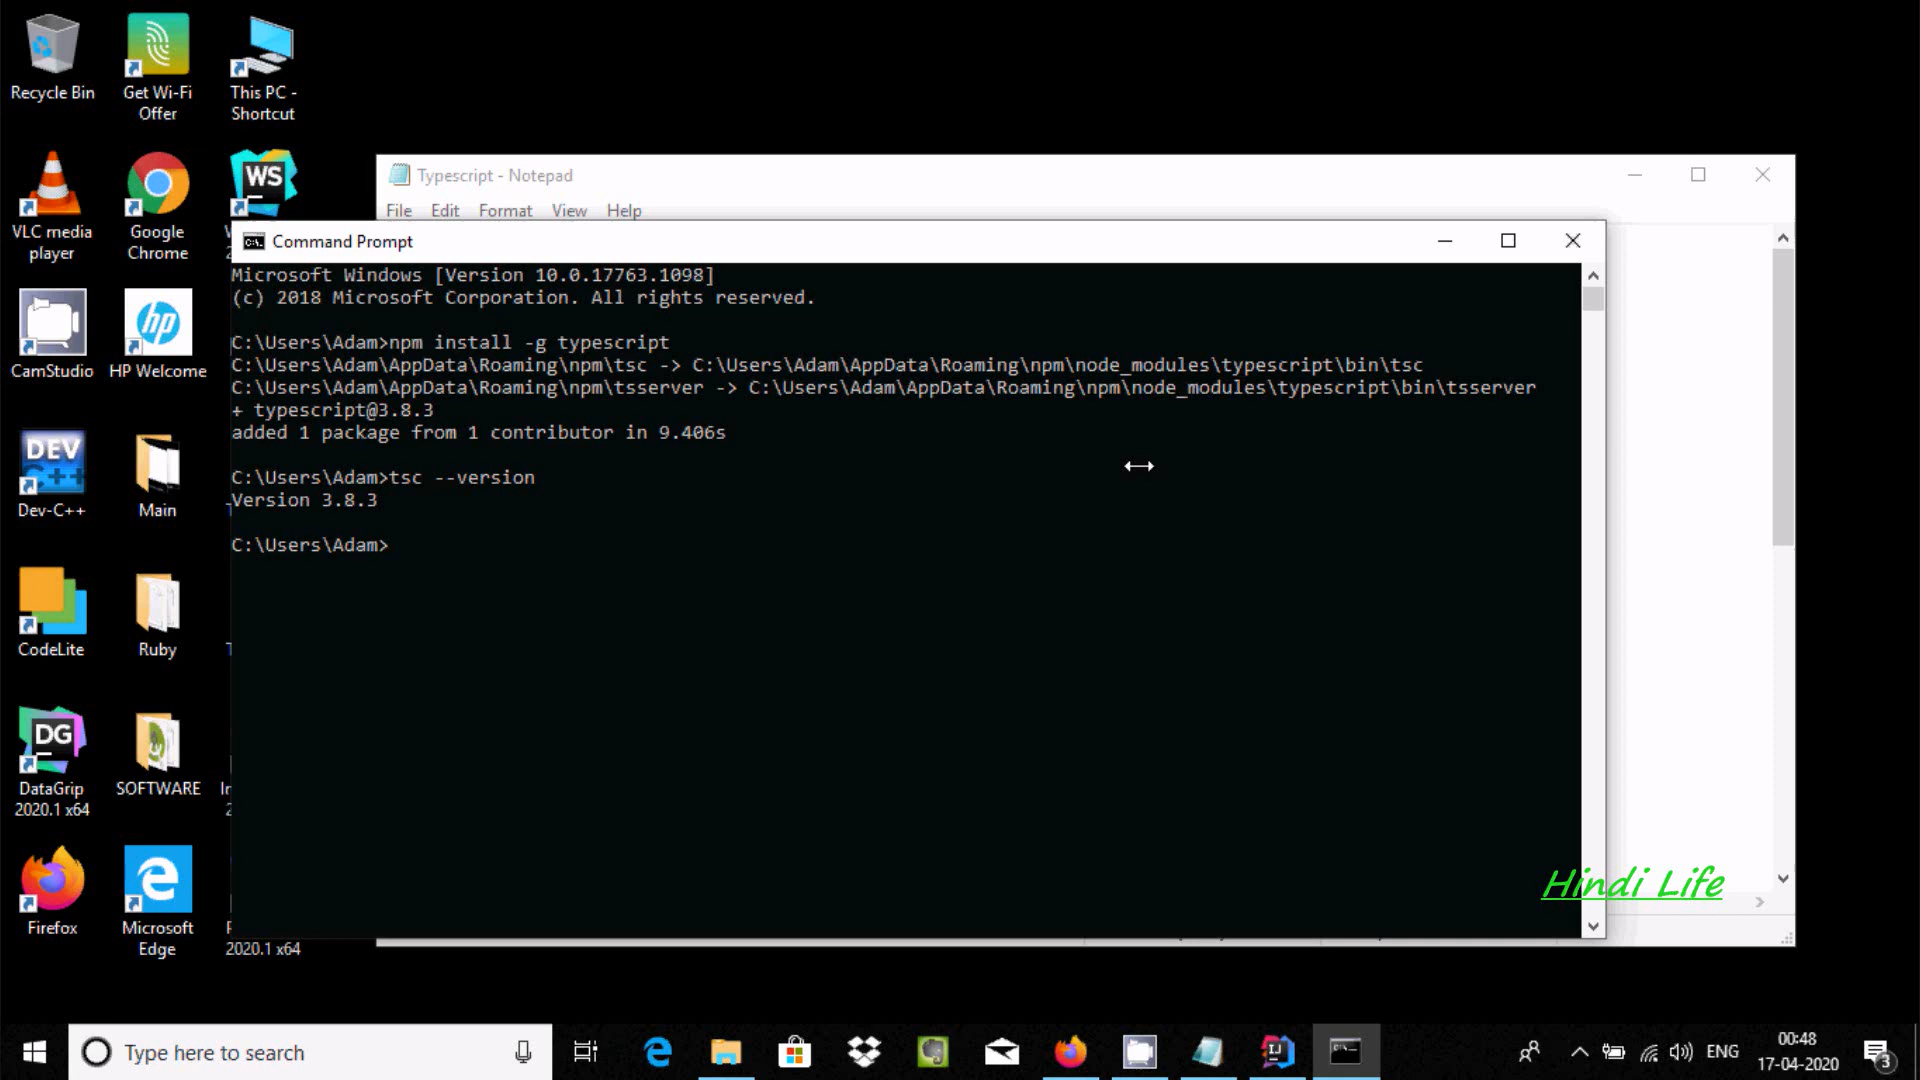 Recycle Bin
Get Wi-Fi
Offer
This PC -
Shortcut
VLC media
player
Google
Chrome
WS
CamStudio
hp
HP Welcome
DEV
C++
Dev-C++
Main
CodeLite
Ruby
DG
DataGrip
2020.1 x64
SOFTWARE
Firefox
Microsoft
Edge
2020.1 x64
Typescript - Notepad
File Edit Format View Help
Command Prompt
Microsoft Windows [Version 10.0.17763.1098]
(c) 2018 Microsoft Corporation. All rights reserved.
C:\Users\Adam>npm install -g typescript
C:\Users\Adam\AppData\Roaming\npm\tsc -> C:\Users\Adam\AppData\Roaming\npm\node_modules\typescript\bin\tsc
C:\Users\Adam\AppData\Roaming\npm\tsserver -> C:\Users\Adam\AppData\Roaming\npm\node_modules\typescript\bin\tsserver
+ typescript@3.8.3
added 1 package from 1 contributor in 9.406s
C:\Users\Adam>tsc --version
Version 3.8.3
C:\Users\Adam>
Hindi Life
Type here to search
IJ
ENG
00:48
17-04-2020
3